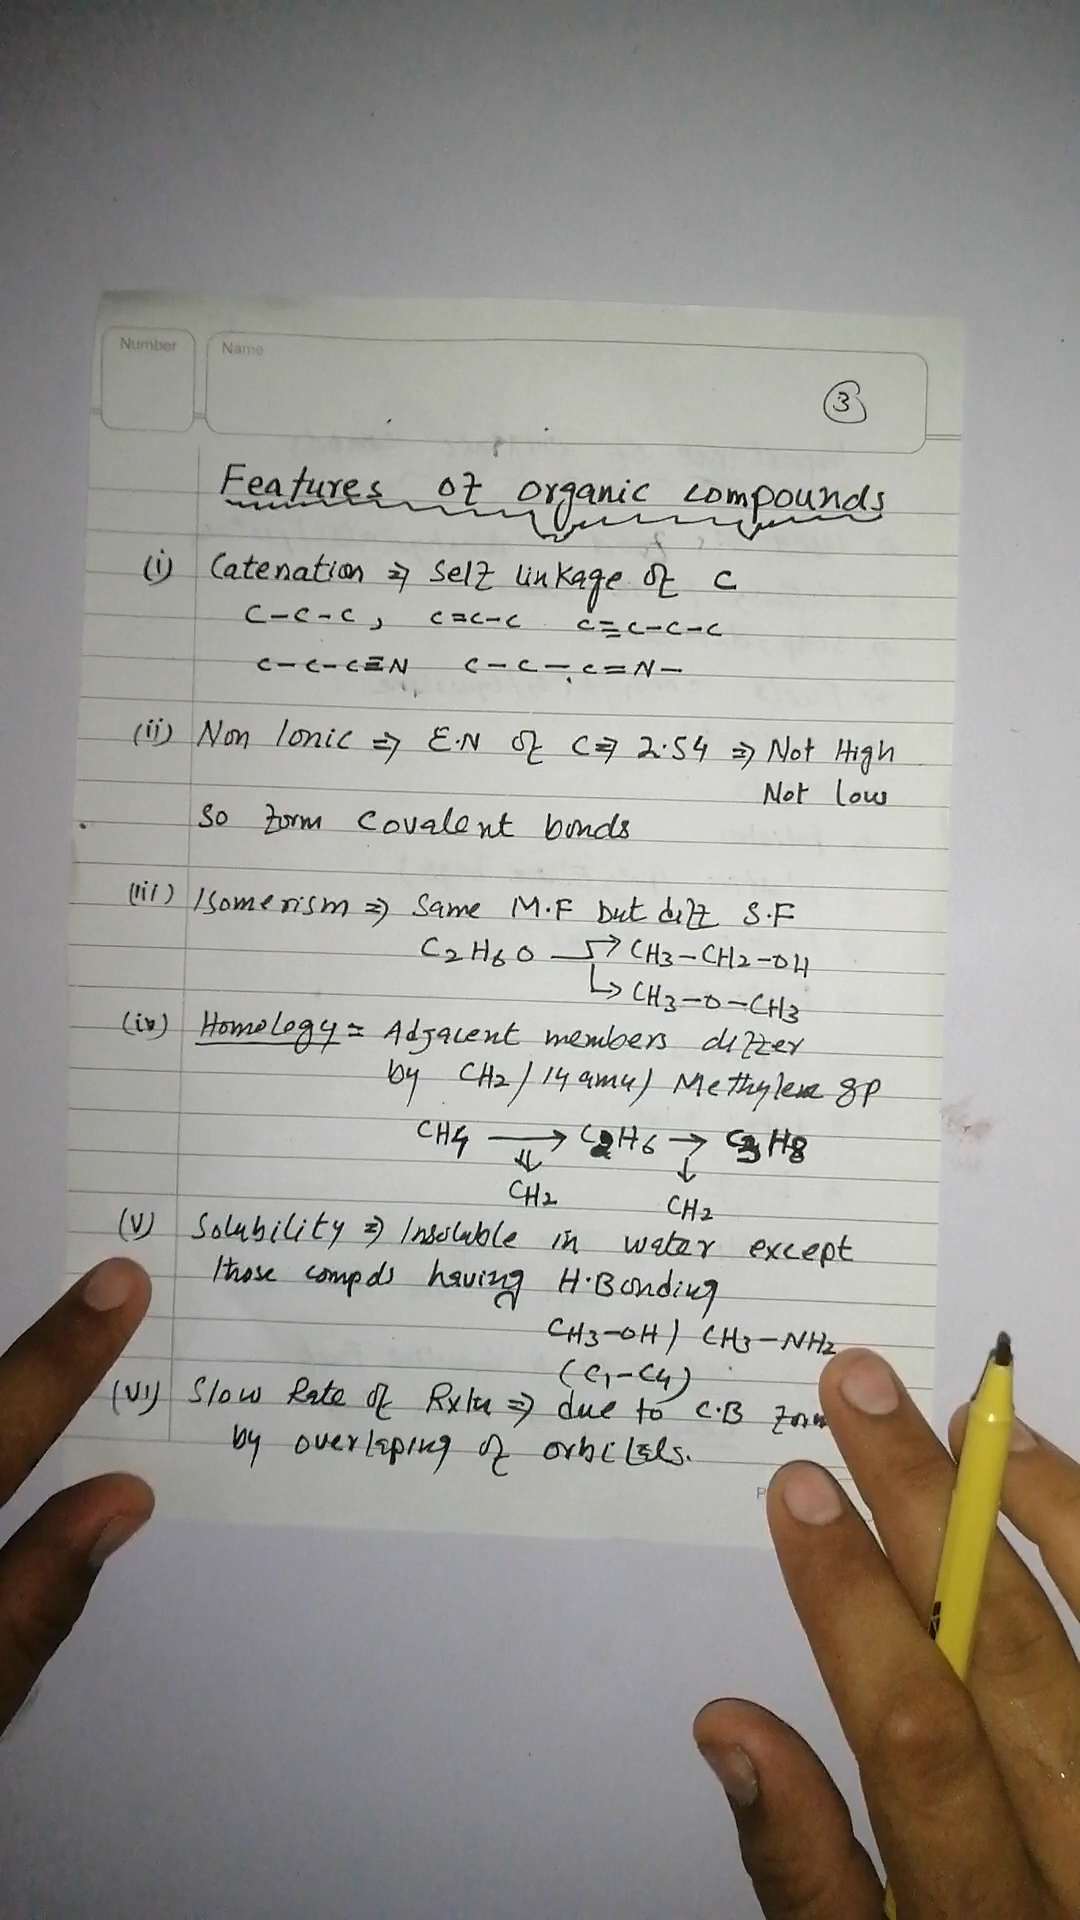 Number
Name
3
Features of organic compounds
(i) Catenation ⇒ Self linkage of C
C-C-C, C=C-C C≡C-C-C
C-C-C≡N C-C-C=N-
(ii) Non Ionic ⇒ E.N of C ⇒ 2.54 ⇒ Not High
Not low
So form Covalent bonds
(iii) Isomerism ⇒ Same M.F but diff S.F
C2H6O → CH3-CH2-OH
↳ CH3-O-CH3
(iv) Homology = Adjacent members differ
by CH2/14amu/ Methylene gp
CH4 → C2H6 → C3H8
⇓ ↓
CH2 CH2
(v) Solubility ⇒ Insoluble in water except
those compds having H.Bonding
CH3-OH/ CH3-NH2
(C1-C4)
(VI) Slow Rate of Rxn ⇒ due to C.B form
by overlaping of orbitals.